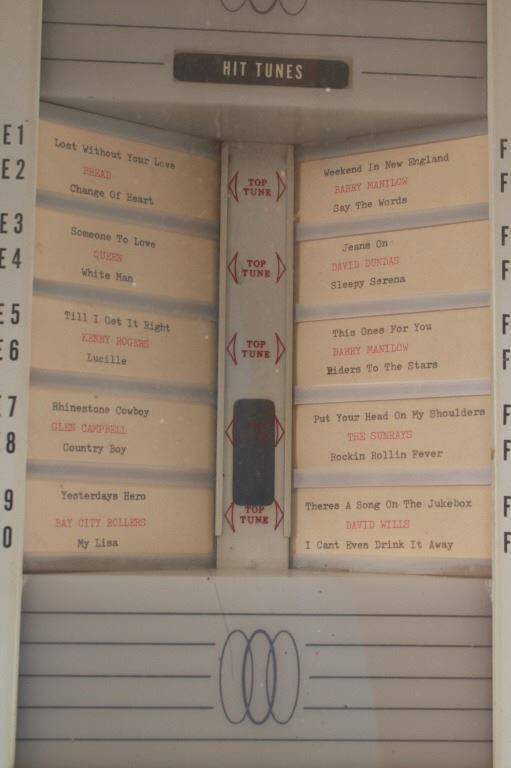 HIT TUNES
E1
Lost Without Your Love
E2
BREAD
Change Of Heart
E3
Someone To Love
QUEEN
E4
White Man
E5
Till I Get It Right
KENNY ROGERS
E6
Lucille
E7
Rhinestone Cowboy
GLEN CAMPBELL
8
Country Boy
9
Yesterdays Hero
BAY CITY ROLLERS
0
My Lisa
TOP
TUNE
TOP
TUNE
TOP
TUNE
TOP
TUNE
F
Weekend In New England
BARRY MANILOW
F
Say The Words
F
Jeans On
DAVID DUNDAS
F
Sleepy Serena
F
This Ones For You
BARRY MANILOW
F
Riders To The Stars
F
Put Your Head On My Shoulders
THE SUNRAYS
F
Rockin Rollin Fever
F
Theres A Song On The Jukebox
DAVID WILLS
F
I Cant Even Drink It Away